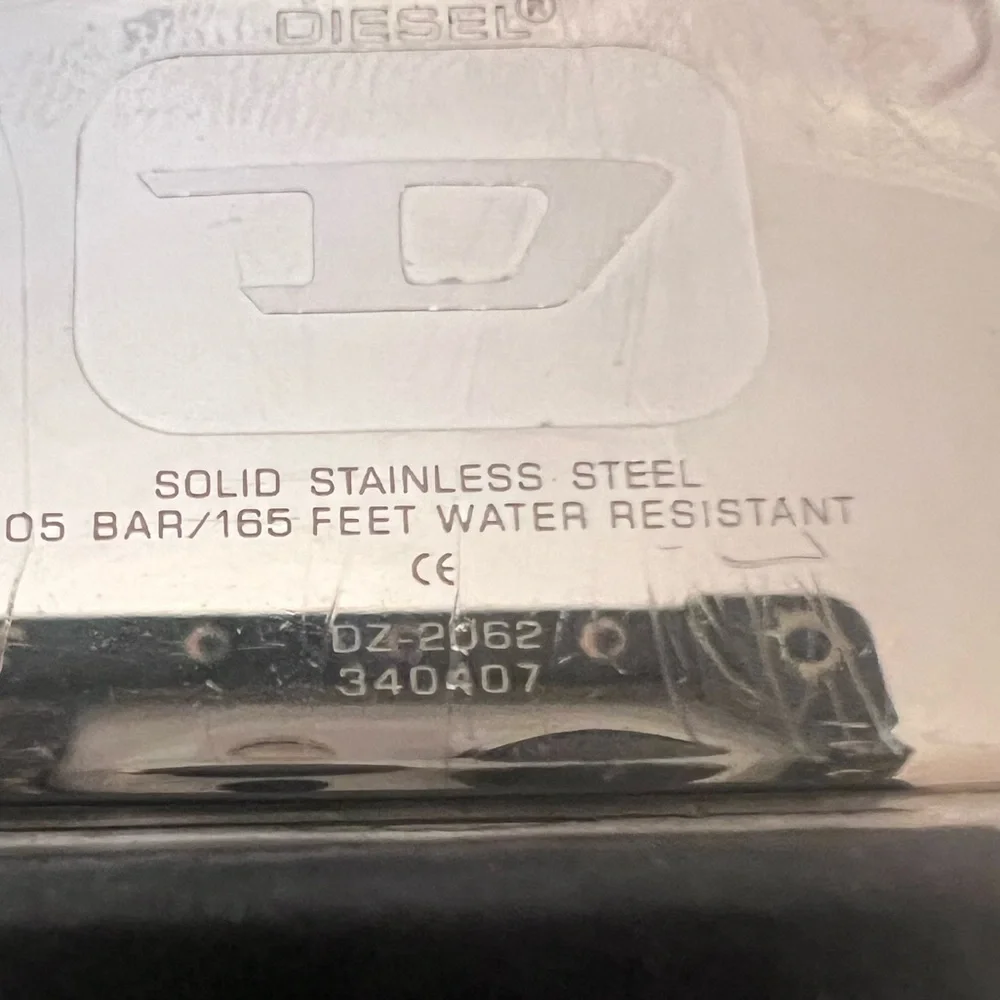 DIESEL®
D
SOLID STAINLESS STEEL
05 BAR/165 FEET WATER RESISTANT
CE
DZ-2062
340407